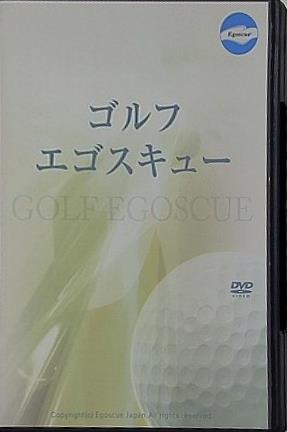 Egoscue
ゴルフ
エゴスキュー
GOLF EGOSCUE
DVD
VIDEO
Copyright(c) Egoscue Japan All rights reserved.